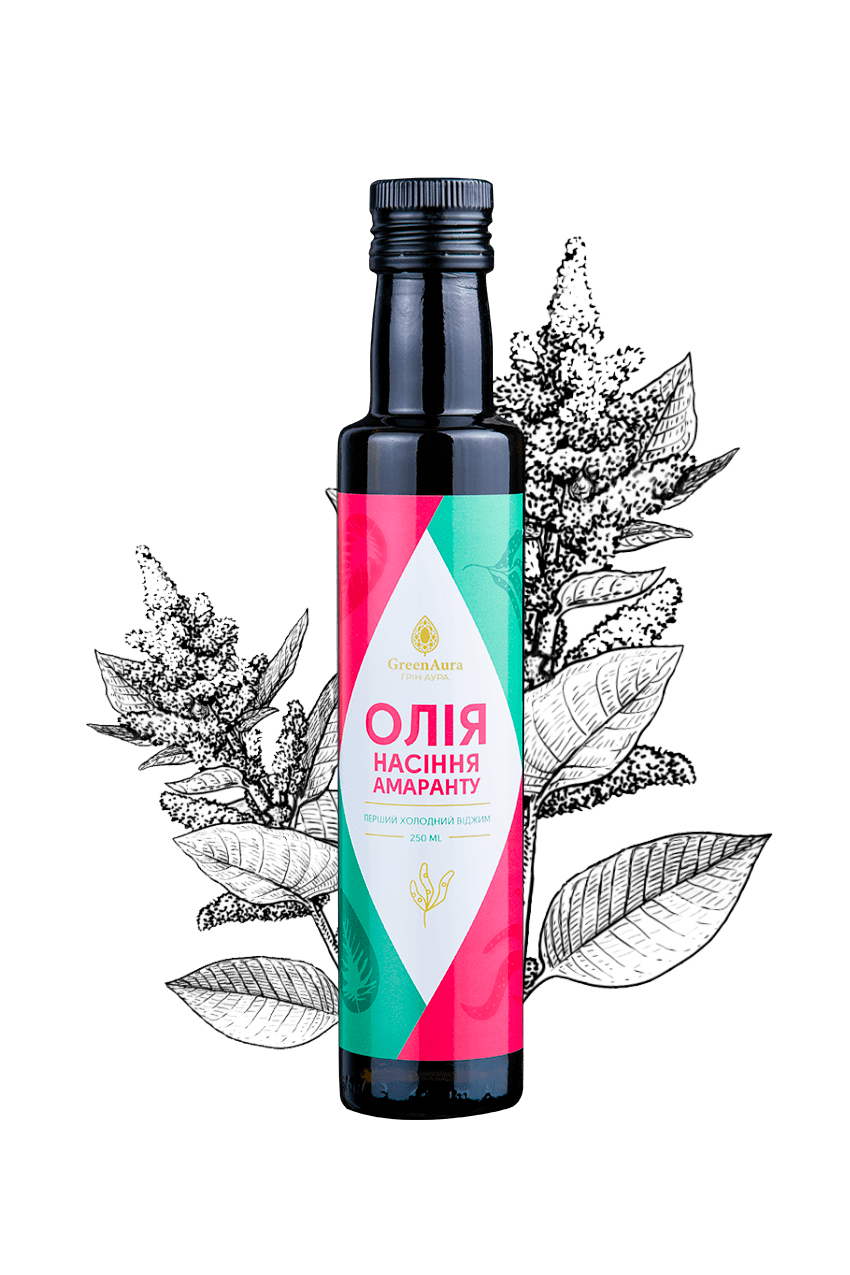 GreenAura
ГРІН АУРА
ОЛІЯ
НАСІННЯ
АМАРАНТУ
ПЕРШИЙ ХОЛОДНИЙ ВІДЖИМ
250 ML